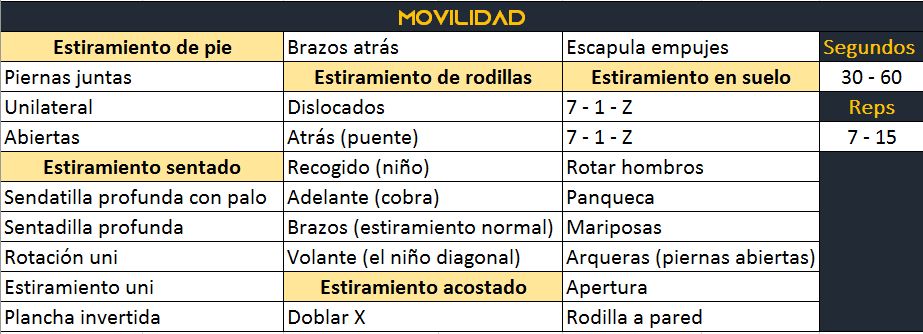 MOVILIDAD
Estiramiento de pie Brazos atrás Escapula empujes Segundos
Piernas juntas Estiramiento de rodillas Estiramiento en suelo 30 - 60
Unilateral Dislocados 7 - 1 - Z Reps
Abiertas Atrás (puente) 7 - 1 - Z 7 - 15
Estiramiento sentado Recogido (niño) Rotar hombros
Sendatilla profunda con palo Adelante (cobra) Panqueca
Sentadilla profunda Brazos (estiramiento normal) Mariposas
Rotación uni Volante (el niño diagonal) Arqueras (piernas abiertas)
Estiramiento uni Estiramiento acostado Apertura
Plancha invertida Doblar X Rodilla a pared